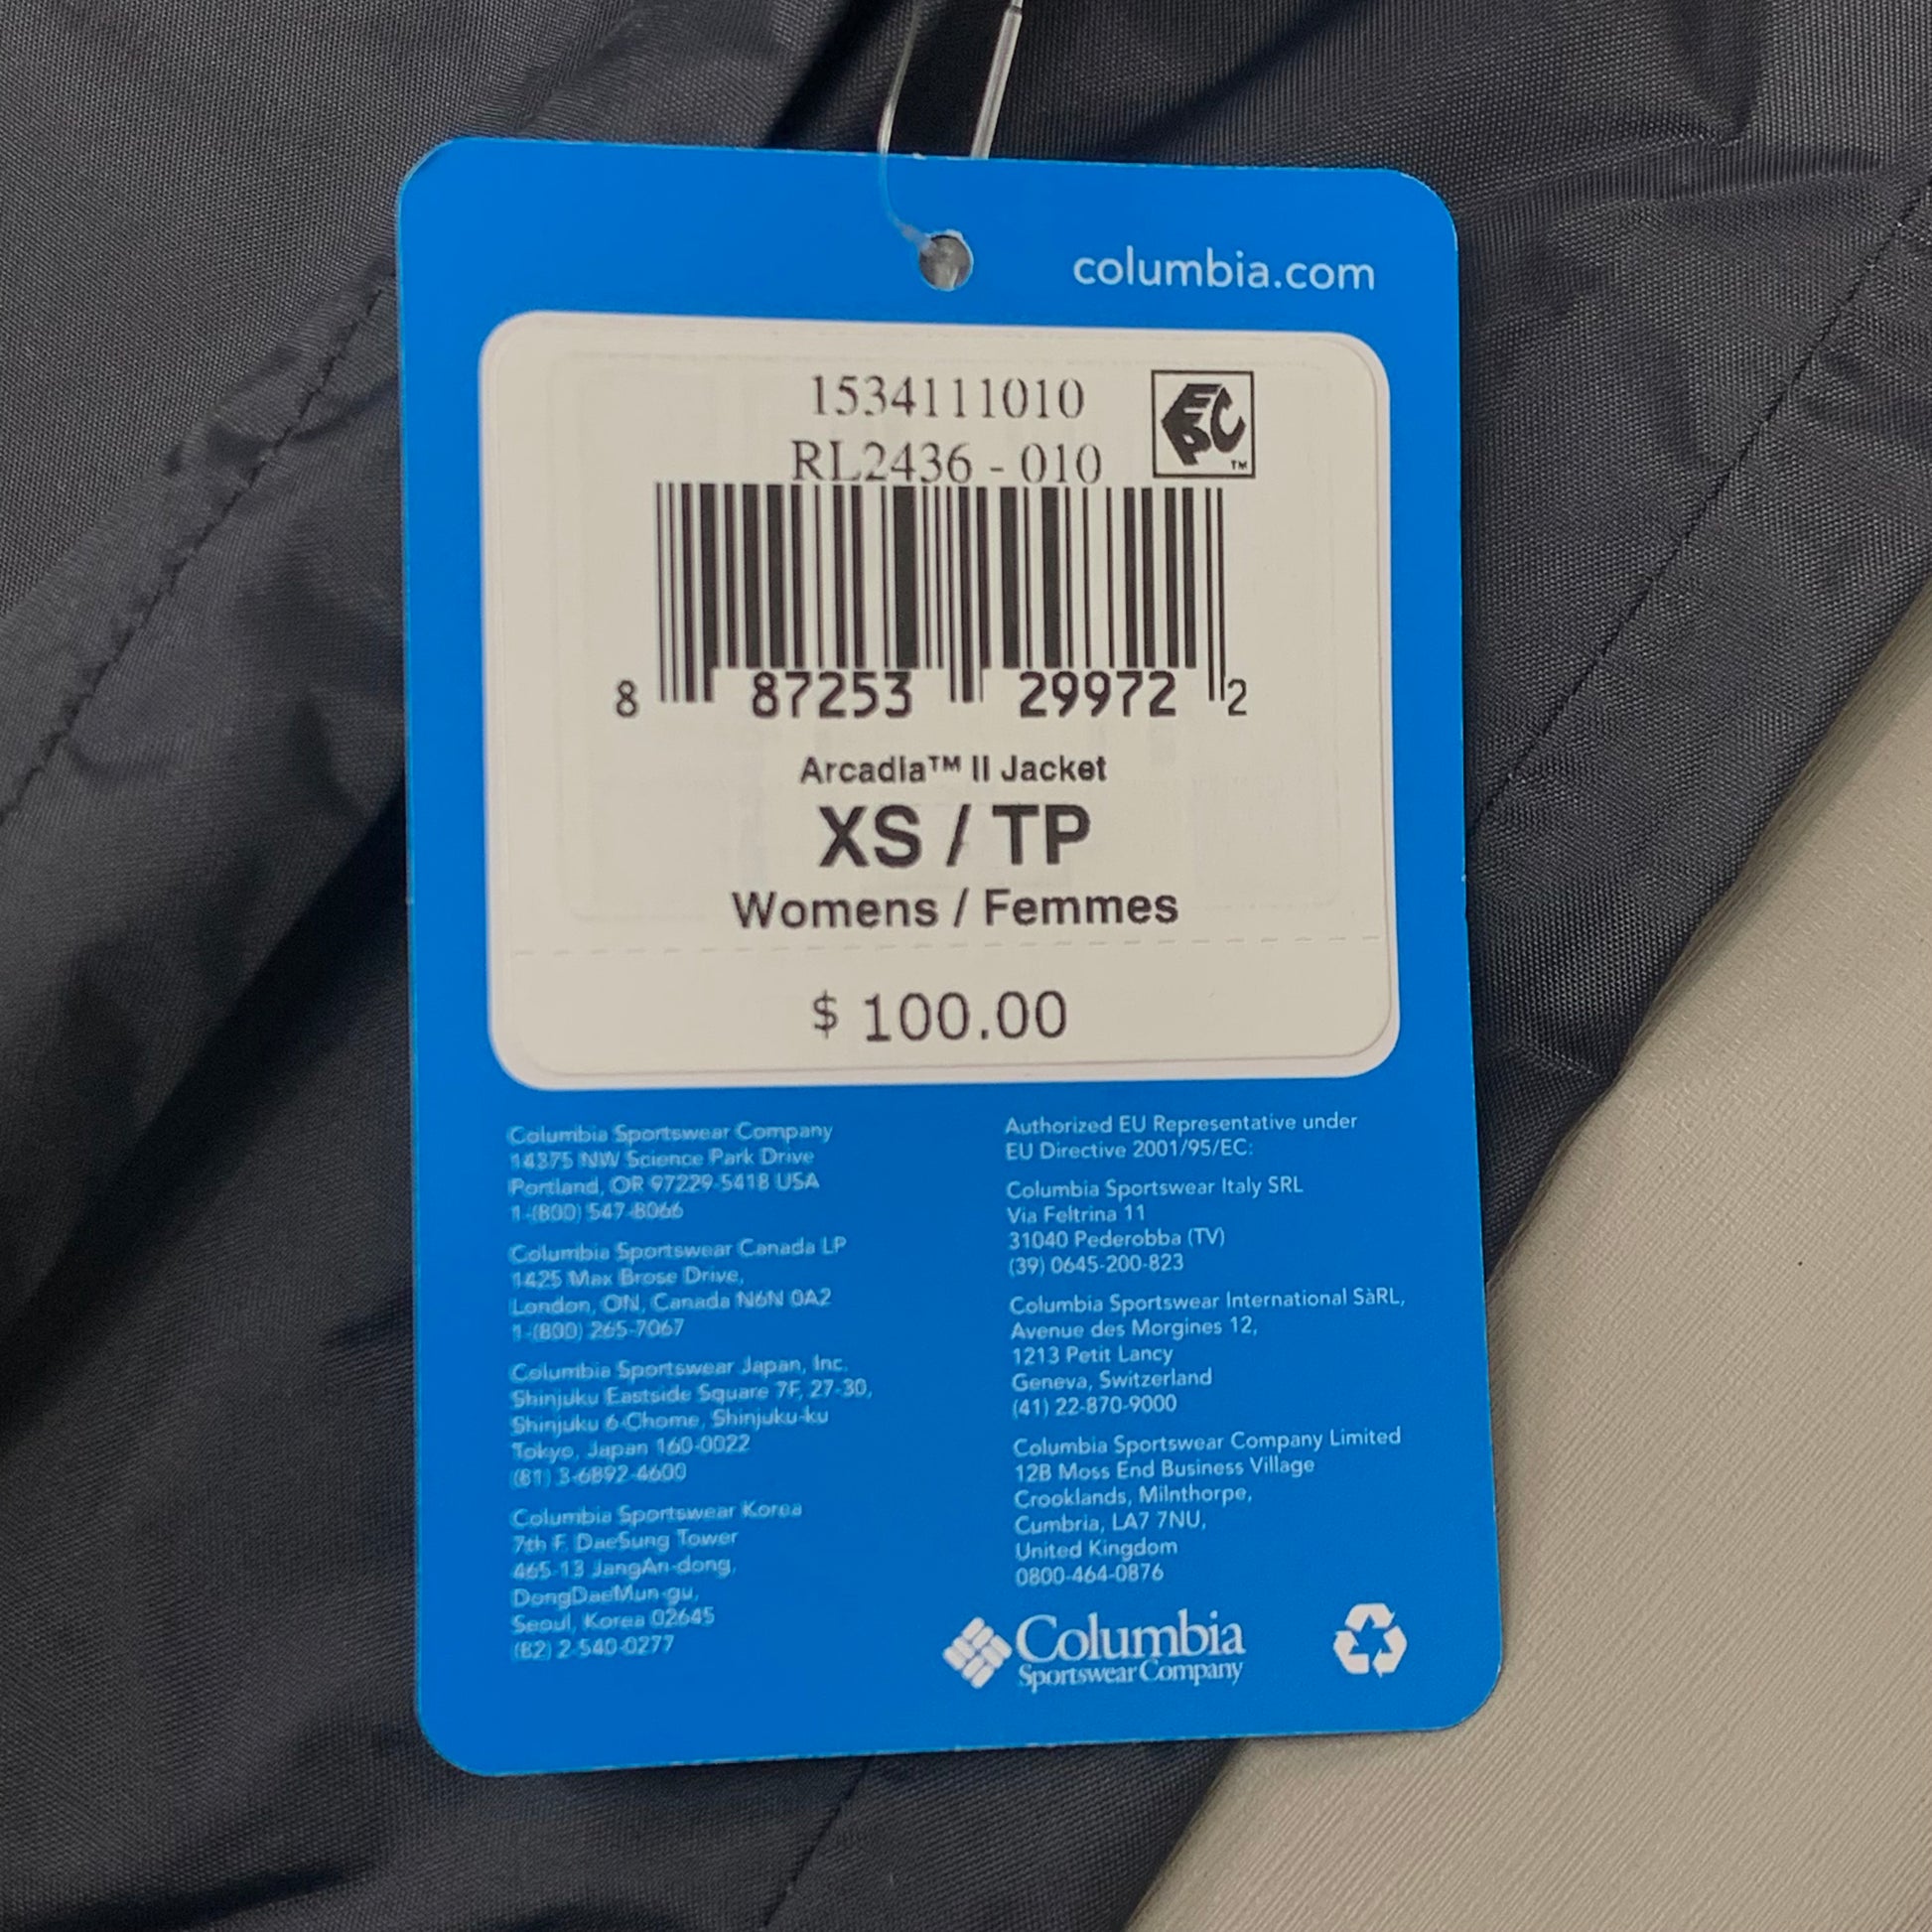 columbia.com
1534111010
RL2436 - 010
EPC
TM
8 87253 29972 2
Arcadia™ II Jacket
XS / TP
Womens / Femmes
$ 100.00
Columbia Sportswear Company
14375 NW Science Park Drive
Portland, OR 97229-5418 USA
1-(800) 547-8066
Columbia Sportswear Canada LP
1425 Max Brose Drive,
London, ON, Canada N6N 0A2
1-(800) 265-7067
Columbia Sportswear Japan, Inc.
Shinjuku Eastside Square 7F, 27-30,
Shinjuku 6-Chome, Shinjuku-ku
Tokyo, Japan 160-0022
(81) 3-6892-4600
Columbia Sportswear Korea
7th F. DaeSung Tower
465-13 JangAn-dong,
DongDaeMun-gu,
Seoul, Korea 02645
(82) 2-540-0277
Authorized EU Representative under
EU Directive 2001/95/EC:
Columbia Sportswear Italy SRL
Via Feltrina 11
31040 Pederobba (TV)
(39) 0645-200-823
Columbia Sportswear International SàRL,
Avenue des Morgines 12,
1213 Petit Lancy
Geneva, Switzerland
(41) 22-870-9000
Columbia Sportswear Company Limited
12B Moss End Business Village
Crooklands, Milnthorpe,
Cumbria, LA7 7NU,
United Kingdom
0800-464-0876
Columbia
Sportswear Company